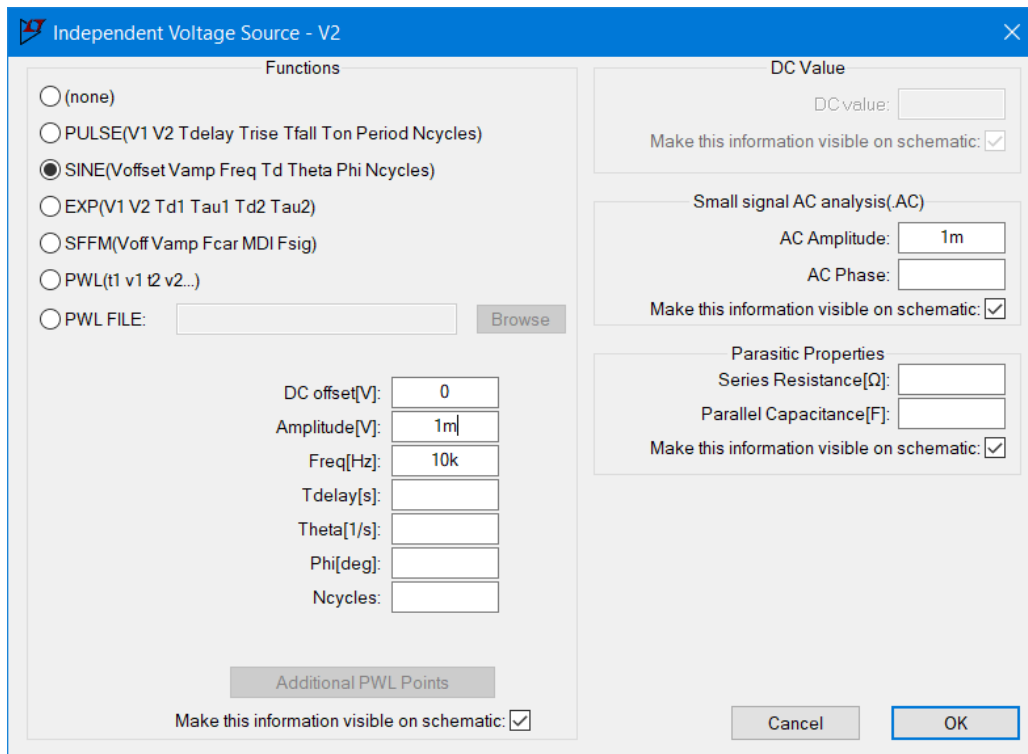 Independent Voltage Source - V2
Functions
(none)
PULSE(V1 V2 Tdelay Trise Tfall Ton Period Ncycles)
SINE(Voffset Vamp Freq Td Theta Phi Ncycles)
EXP(V1 V2 Td1 Tau1 Td2 Tau2)
SFFM(Voff Vamp Fcar MDI Fsig)
PWL(t1 v1 t2 v2...)
PWL FILE: Browse
DC offset[V]: 0
Amplitude[V]: 1m
Freq[Hz]: 10k
Tdelay[s]:
Theta[1/s]:
Phi[deg]:
Ncycles:
Additional PWL Points
Make this information visible on schematic:
DC Value
DC value:
Make this information visible on schematic:
Small signal AC analysis(.AC)
AC Amplitude: 1m
AC Phase:
Make this information visible on schematic:
Parasitic Properties
Series Resistance[Ω]:
Parallel Capacitance[F]:
Make this information visible on schematic:
Cancel OK